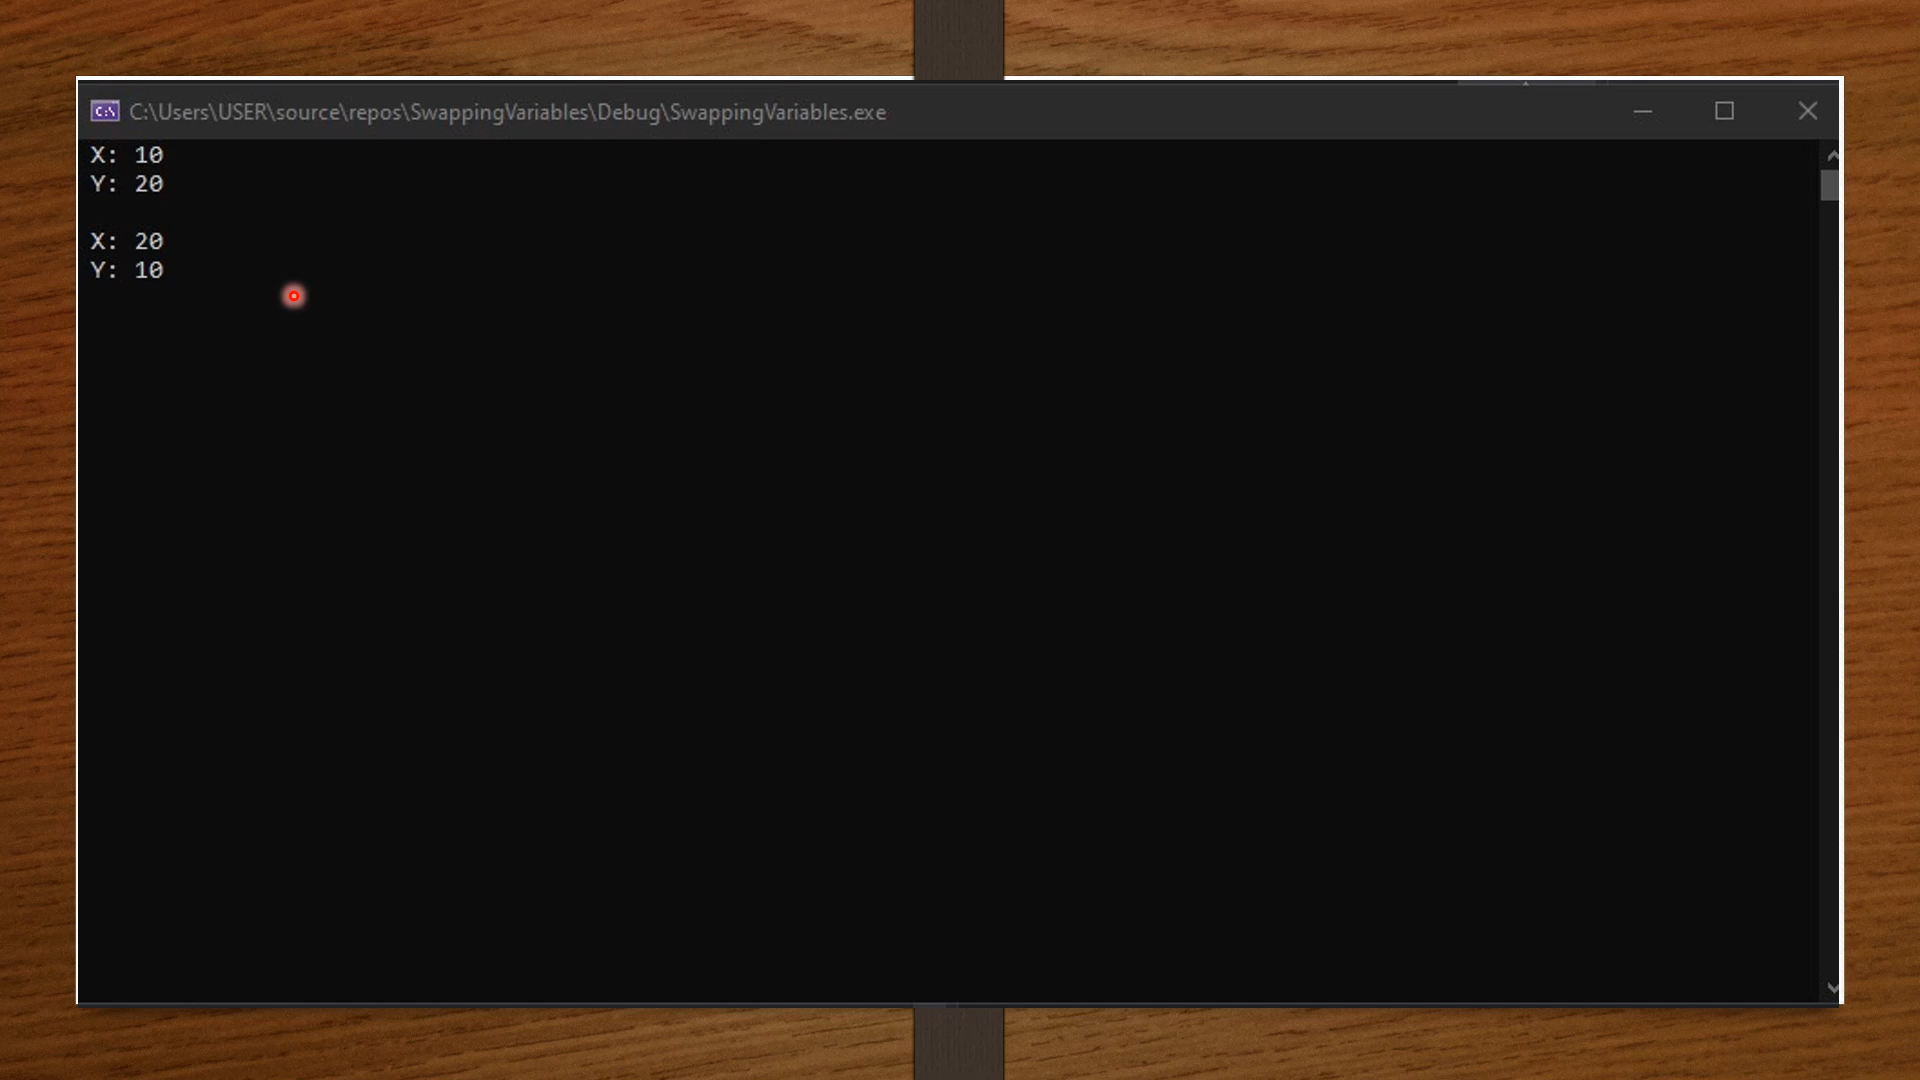 C:\Users\USER\source\repos\SwappingVariables\Debug\SwappingVariables.exe
X: 10
Y: 20
X: 20
Y: 10